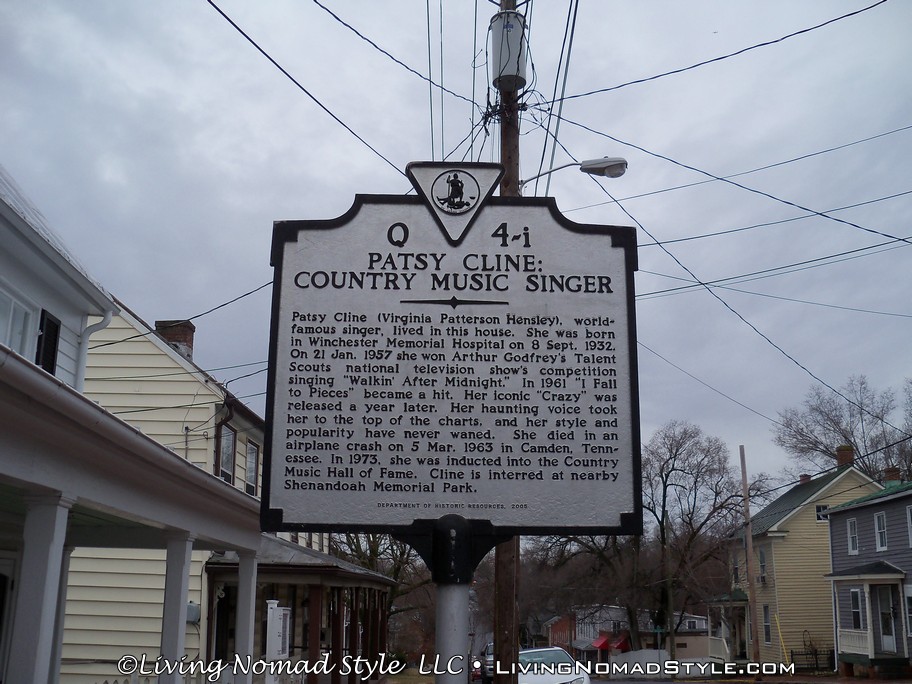 Q 4-i
PATSY CLINE:
COUNTRY MUSIC SINGER
Patsy Cline (Virginia Patterson Hensley), world-
famous singer, lived in this house. She was born
in Winchester Memorial Hospital on 8 Sept. 1932.
On 21 Jan. 1957 she won Arthur Godfrey's Talent
Scouts national television show's competition
singing "Walkin' After Midnight." In 1961 "I Fall
to Pieces" became a hit. Her iconic "Crazy" was
released a year later. Her haunting voice took
her to the top of the charts, and her style and
popularity have never waned. She died in an
airplane crash on 5 Mar. 1963 in Camden, Tenn-
essee. In 1973, she was inducted into the Country
Music Hall of Fame. Cline is interred at nearby
Shenandoah Memorial Park.
DEPARTMENT OF HISTORIC RESOURCES, 2005
©Living Nomad Style LLC • www.LivingNomadStyle.com